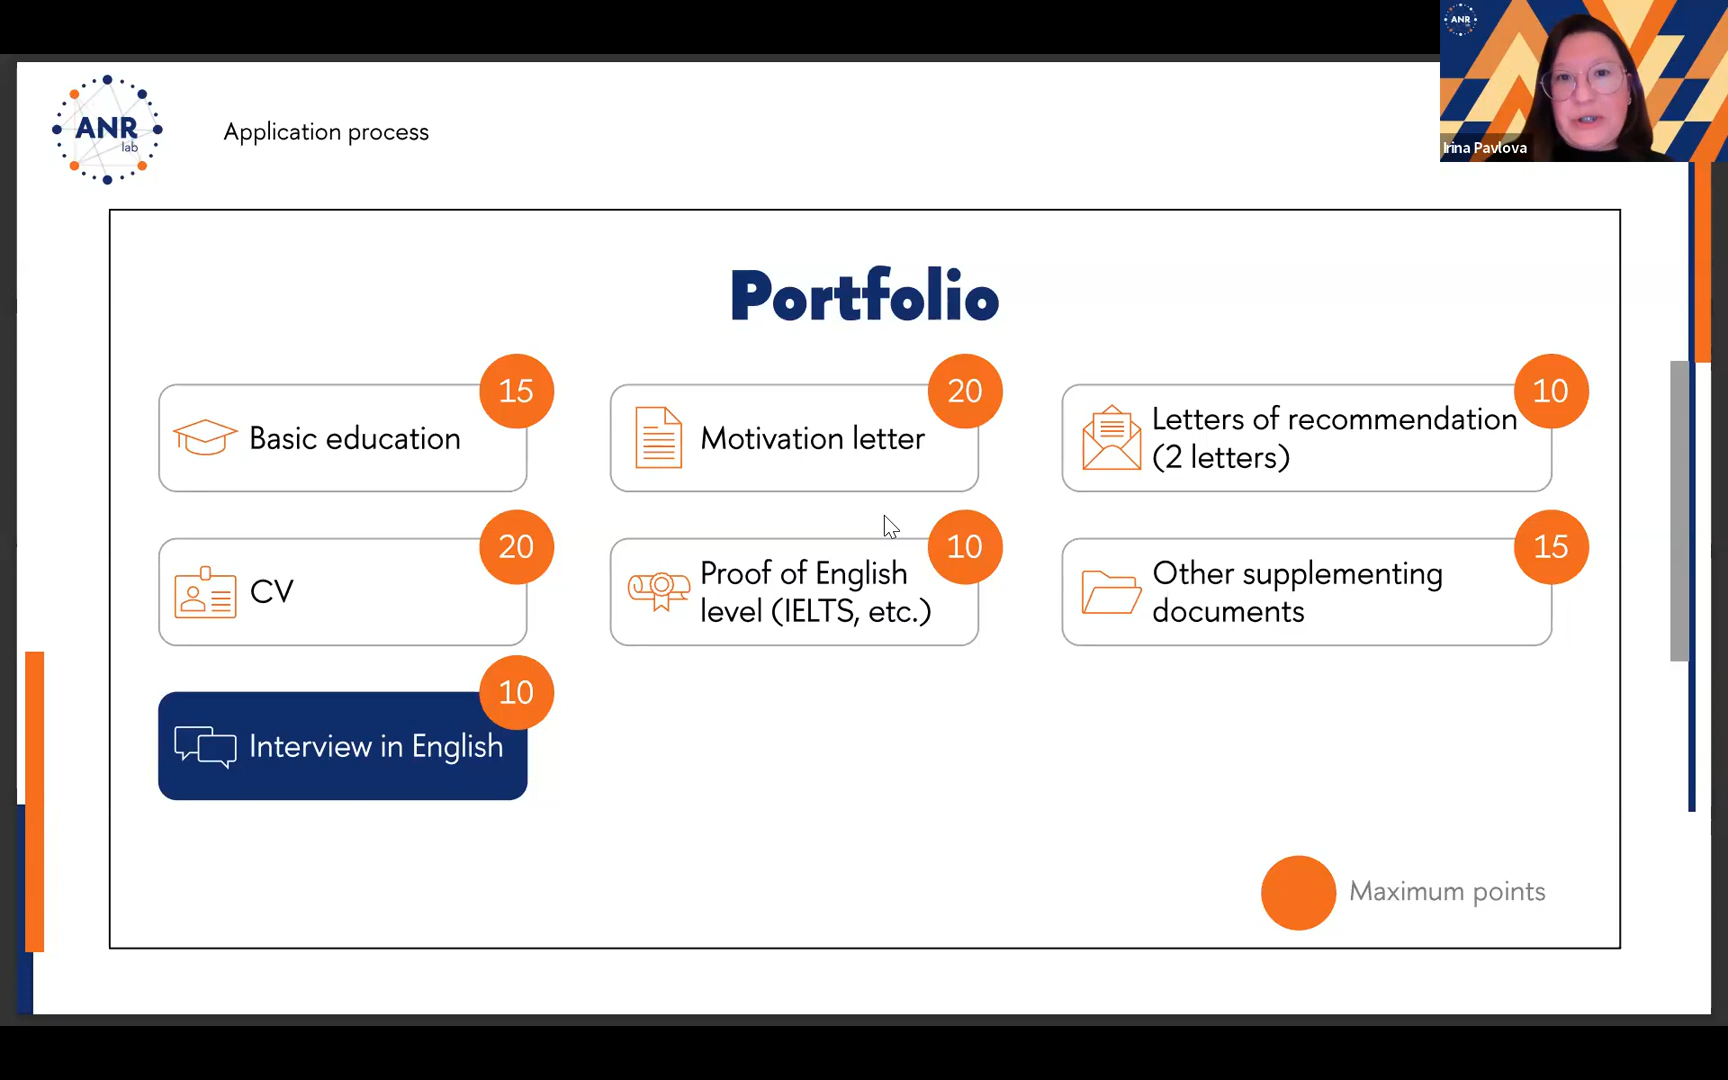 ANR
lab
Application process
ANR
lab
Irina Pavlova
Portfolio
15
Basic education
20
Motivation letter
10
Letters of recommendation
(2 letters)
20
CV
10
Proof of English
level (IELTS, etc.)
15
Other supplementing
documents
10
Interview in English
Maximum points